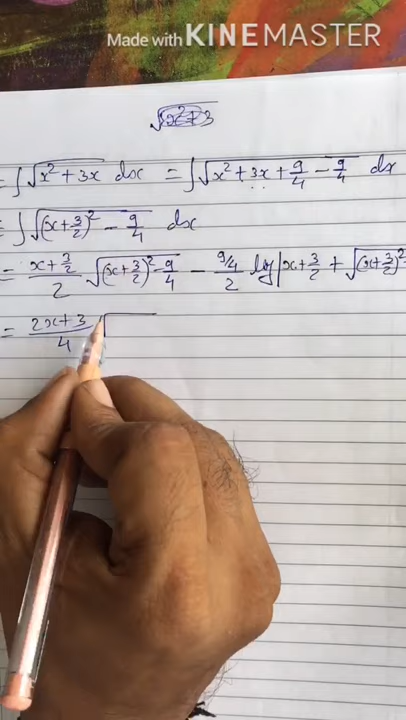 Made with KINEMASTER
√x²+3
= ∫√x² + 3x dx = ∫√x² + 3x + 9/4 - 9/4 dx
= ∫√(x+3/2)² - 9/4 dx
= (x+3/2)/2 √(x+3/2)² - 9/4 - (9/4)/2 log|x+3/2 + √(x+3/2)²
= (2x+3)/4 √